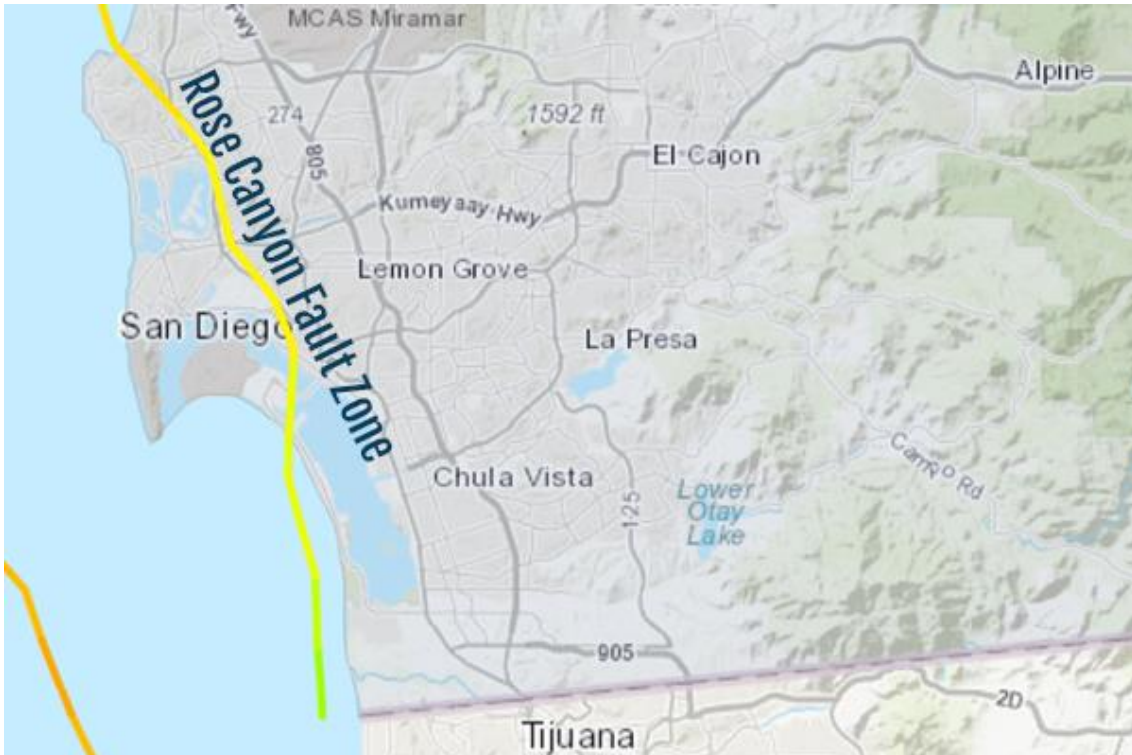 MCAS Miramar
Fwy
Alpine
1592 ft
274
805
El Cajon
Rose Canyon Fault Zone
Kumeyaay Hwy
Lemon Grove
San Diego
La Presa
Chula Vista
Campo Rd
Lower
Otay
Lake
125
905
2D
Tijuana